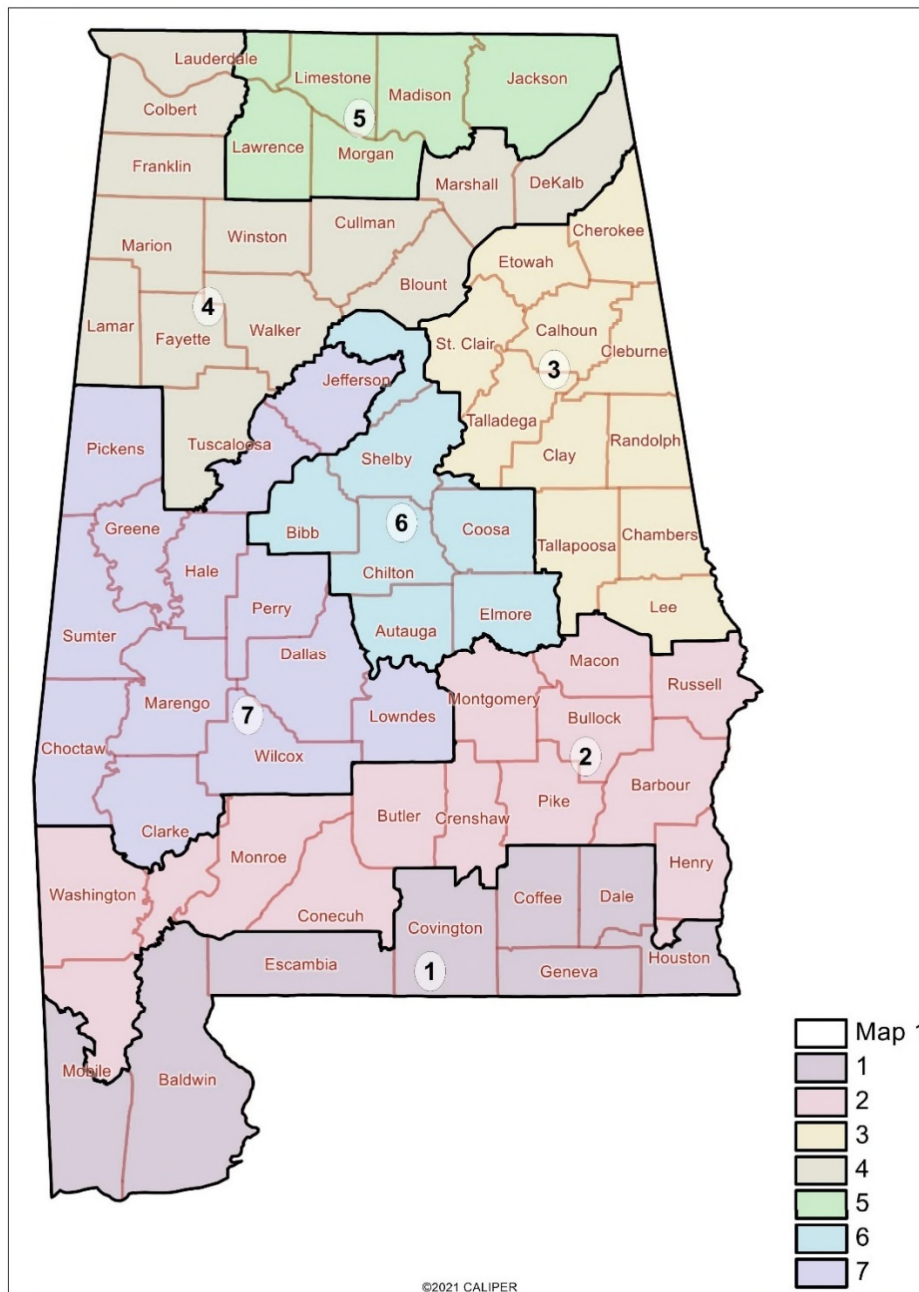 Lauderdale
Limestone
Madison
Jackson
Colbert
5
Lawrence
Morgan
Franklin
Marshall
DeKalb
Cullman
Winston
Marion
Cherokee
Etowah
Blount
4
Lamar
Fayette
Walker
St. Clair
Calhoun
Cleburne
3
Jefferson
Talladega
Randolph
Tuscaloosa
Pickens
Clay
Shelby
Greene
6
Bibb
Coosa
Tallapoosa
Chambers
Hale
Chilton
Perry
Lee
Elmore
Autauga
Sumter
Dallas
Macon
Russell
Montgomery
Marengo
7
Lowndes
Bullock
Choctaw
Wilcox
2
Barbour
Pike
Butler
Crenshaw
Clarke
Monroe
Henry
Washington
Coffee
Dale
Conecuh
Covington
Escambia
1
Geneva
Houston
Mobile
Baldwin
Map
1
2
3
4
5
6
7
©2021 CALIPER